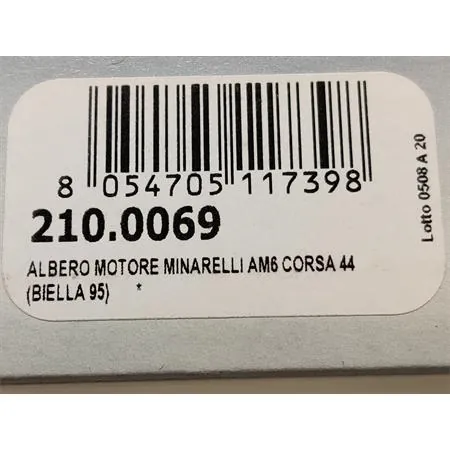 8 054705 117398
210.0069
ALBERO MOTORE MINARELLI AM6 CORSA 44
(BIELLA 95) *
Lotto 0508 A 20